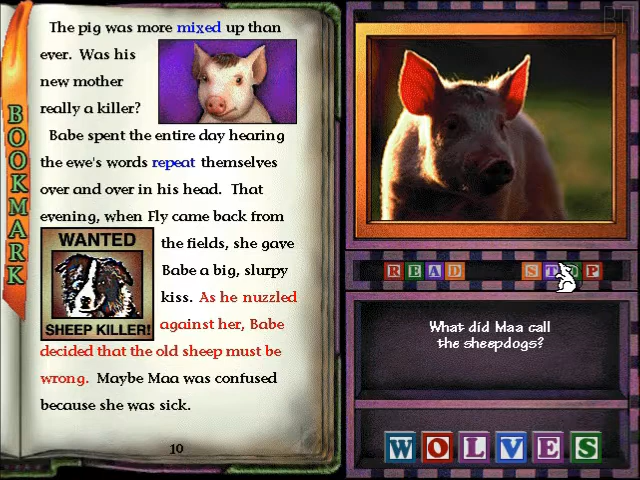 The pig was more mixed up than
ever. Was his
new mother
really a killer?
Babe spent the entire day hearing
the ewe's words repeat themselves
over and over in his head. That
evening, when Fly came back from
the fields, she gave
Babe a big, slurpy
kiss. As he nuzzled
against her, Babe
decided that the old sheep must be
wrong. Maybe Maa was confused
because she was sick.
WANTED
SHEEP KILLER!
10
BOOKMARK
READ
STOP
What did Maa call
the sheepdogs?
WOLVES